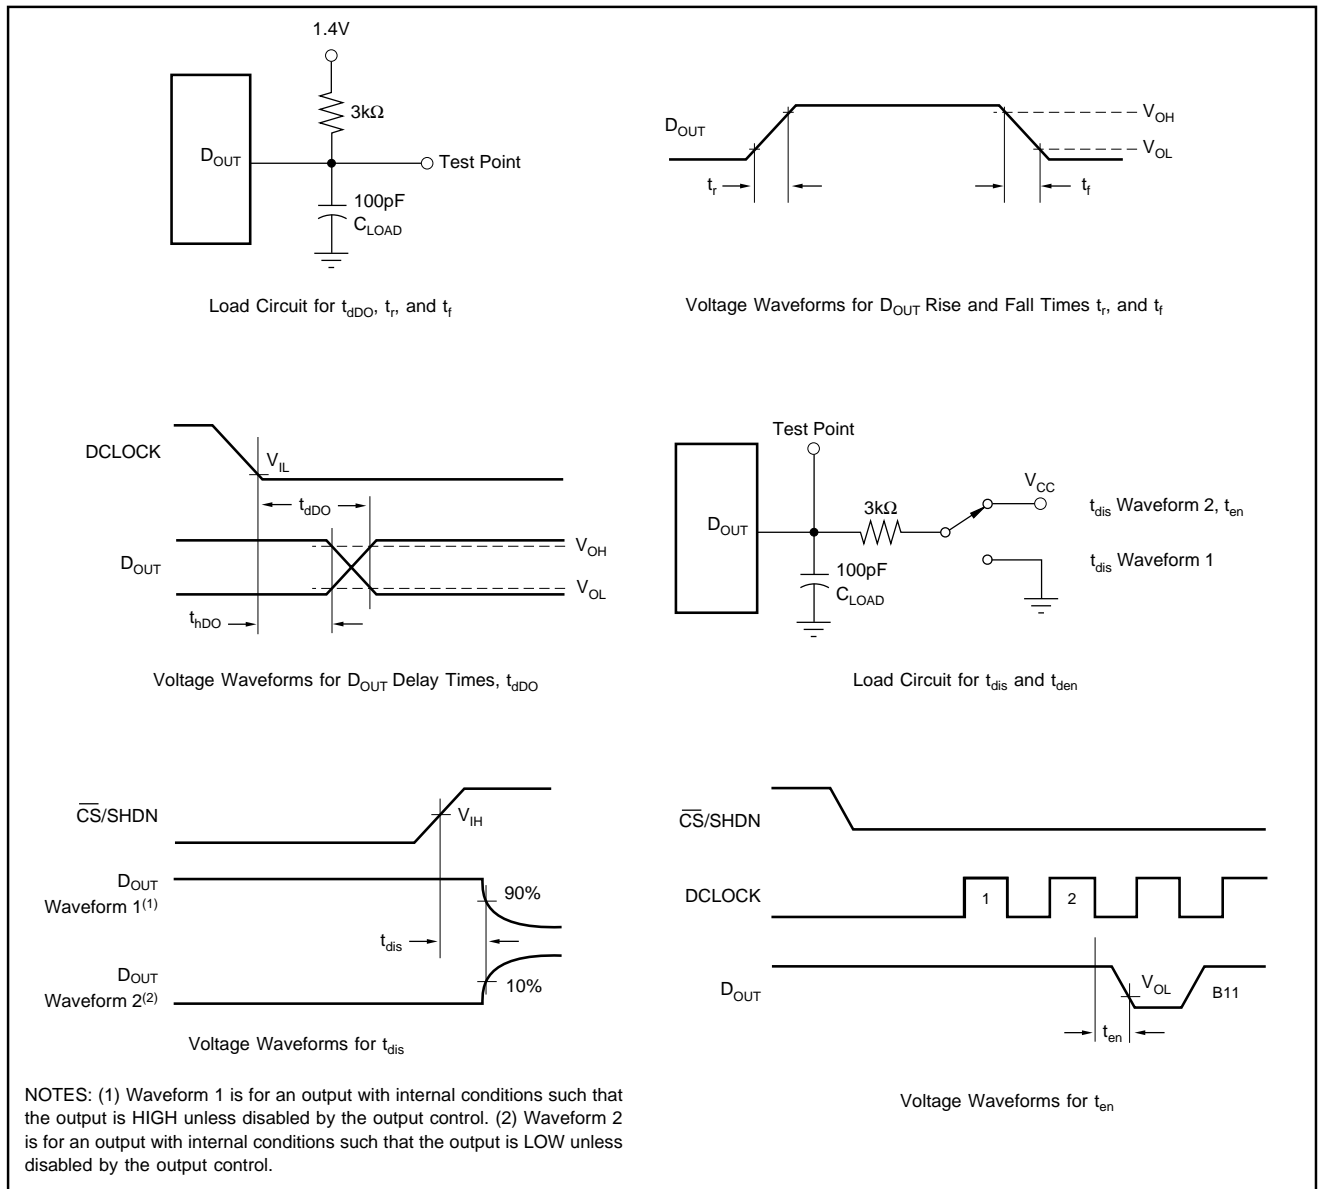 1.4V
3kΩ
DOUT
Test Point
100pF
CLOAD
Load Circuit for tdDO, tr, and tf
DOUT
VOH
VOL
tr
tf
Voltage Waveforms for DOUT Rise and Fall Times tr, and tf
DCLOCK
VIL
tdDO
DOUT
VOH
VOL
thDO
Voltage Waveforms for DOUT Delay Times, tdDO
Test Point
DOUT
3kΩ
VCC
100pF
CLOAD
tdis Waveform 2, ten
tdis Waveform 1
Load Circuit for tdis and tden
C̅S̅/SHDN
VIH
DOUT
Waveform 1(1)
90%
tdis
DOUT
Waveform 2(2)
10%
Voltage Waveforms for tdis
C̅S̅/SHDN
DCLOCK
1
2
DOUT
VOL
B11
ten
Voltage Waveforms for ten
NOTES: (1) Waveform 1 is for an output with internal conditions such that
the output is HIGH unless disabled by the output control. (2) Waveform 2
is for an output with internal conditions such that the output is LOW unless
disabled by the output control.